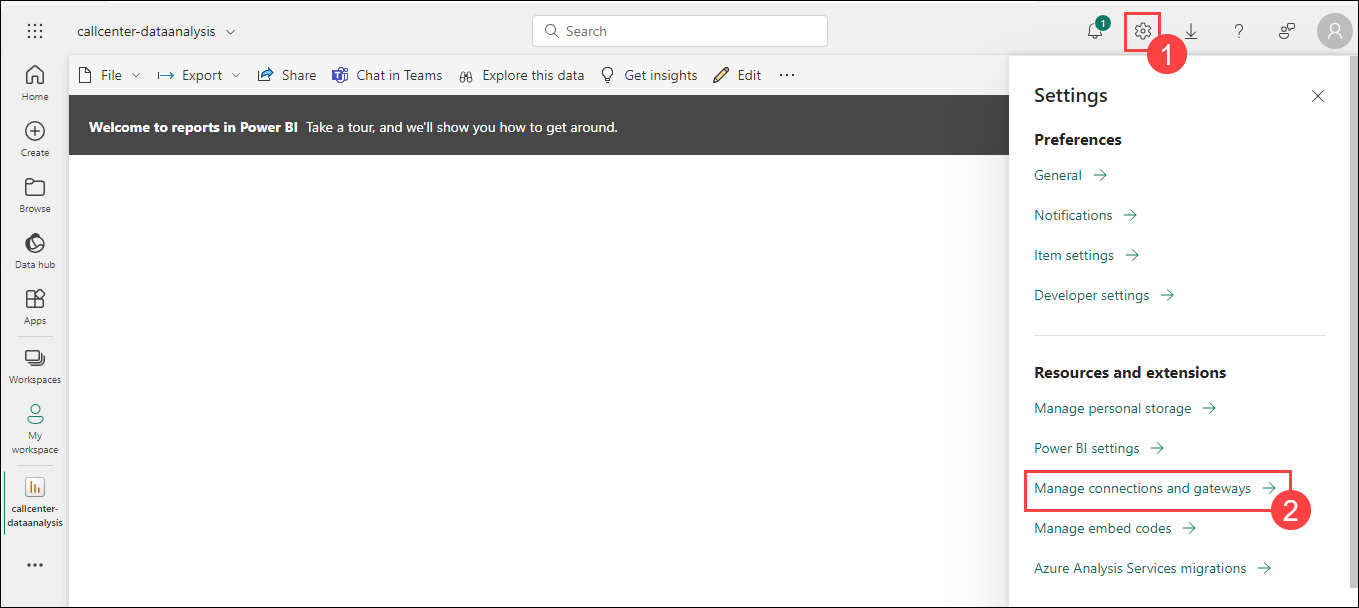 callcenter-dataanalysis
Search
1
?
1
File
Export
Share
Chat in Teams
Explore this data
Get insights
Edit
...
Welcome to reports in Power BI Take a tour, and we'll show you how to get around.
Home
Create
Browse
Data hub
Apps
Workspaces
My
workspace
callcenter-
dataanalysis
...
Settings
Preferences
General
Notifications
Item settings
Developer settings
Resources and extensions
Manage personal storage
Power BI settings
Manage connections and gateways
2
Manage embed codes
Azure Analysis Services migrations